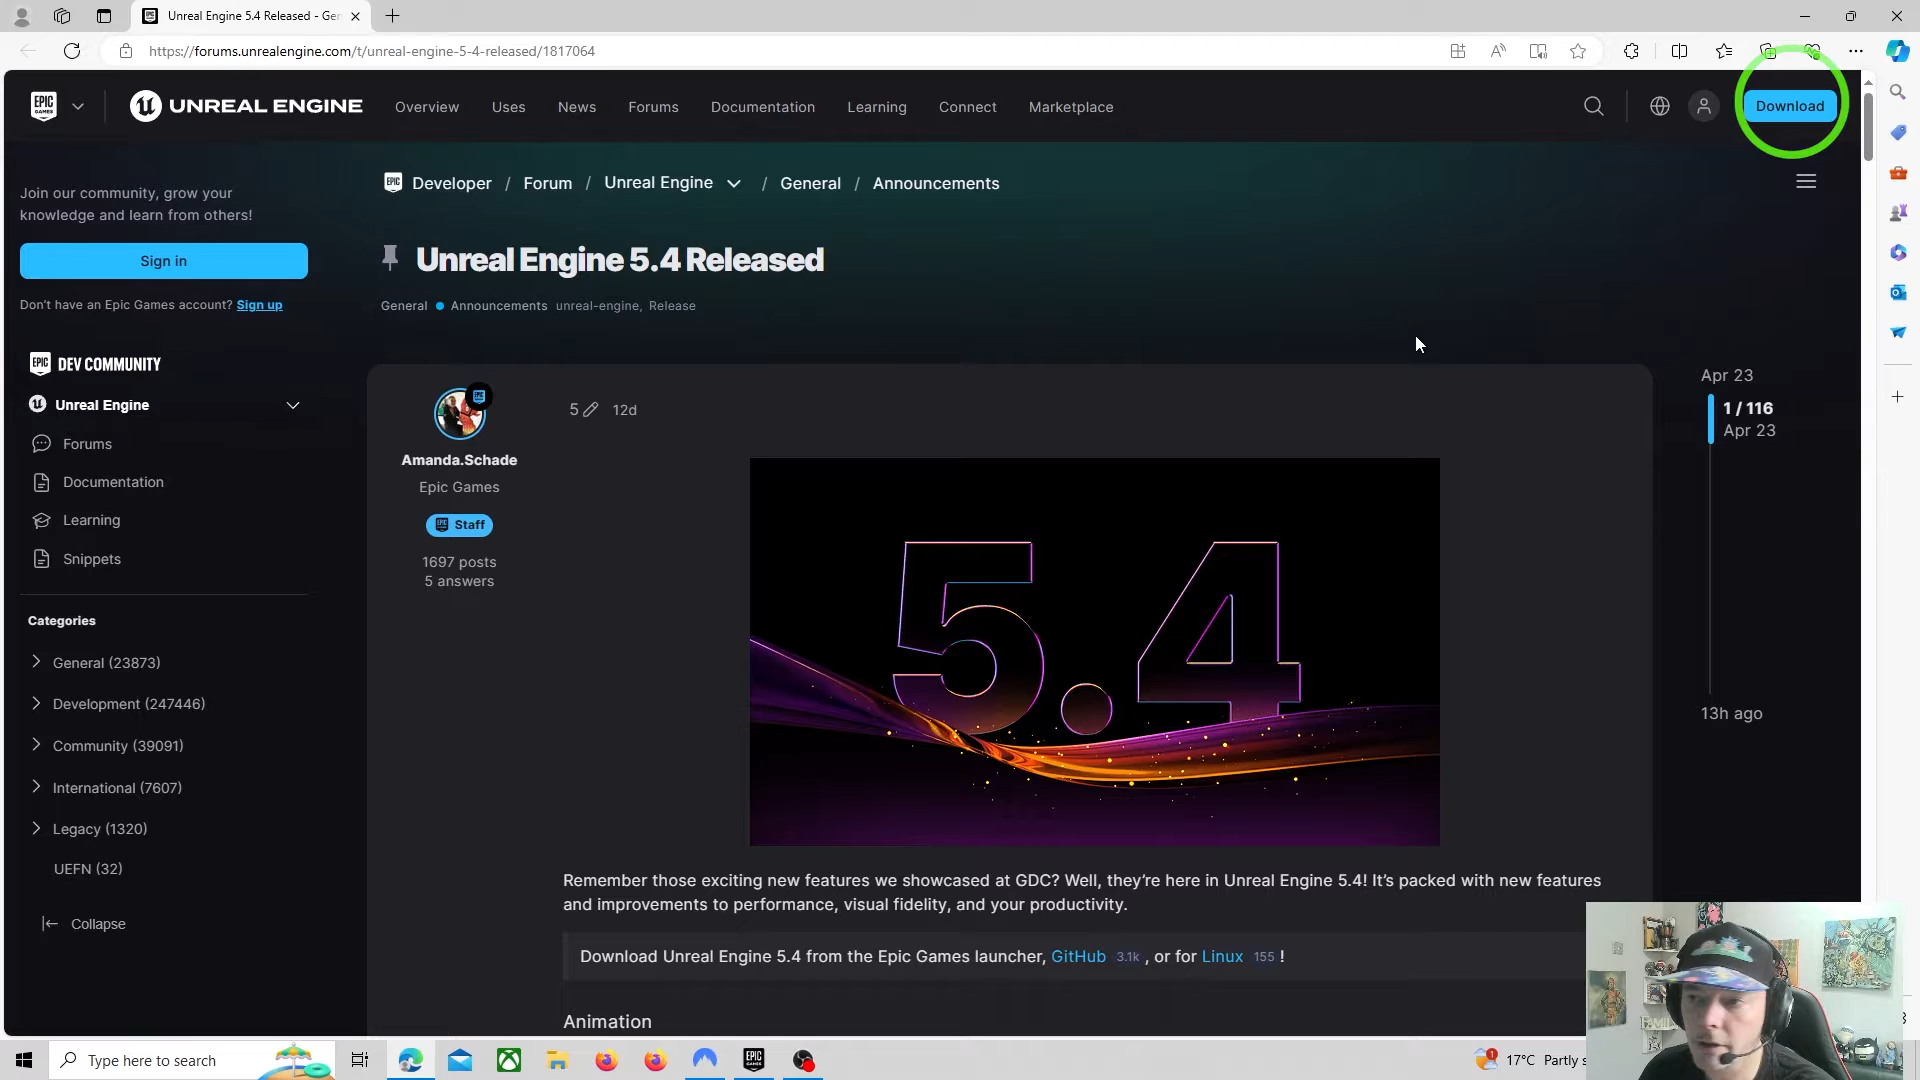 Unreal Engine 5.4 Released - Ge
https://forums.unrealengine.com/t/unreal-engine-5-4-released/1817064
EPIC GAMES
UNREAL ENGINE
Overview
Uses
News
Forums
Documentation
Learning
Connect
Marketplace
Download
Join our community, grow your
knowledge and learn from others!
Sign in
Don't have an Epic Games account? Sign up
EPIC DEV COMMUNITY
Unreal Engine
Forums
Documentation
Learning
Snippets
Categories
General (23873)
Development (247446)
Community (39091)
International (7607)
Legacy (1320)
UEFN (32)
Collapse
EPIC Developer / Forum / Unreal Engine / General / Announcements
Unreal Engine 5.4 Released
General Announcements unreal-engine, Release
Amanda.Schade
Epic Games
Staff
1697 posts
5 answers
5 12d
5.4
Remember those exciting new features we showcased at GDC? Well, they're here in Unreal Engine 5.4! It's packed with new features
and improvements to performance, visual fidelity, and your productivity.
Download Unreal Engine 5.4 from the Epic Games launcher, GitHub 3.1k , or for Linux 155 !
Animation
Apr 23
1 / 116
Apr 23
13h ago
Type here to search
EPIC GAMES
1
17°C Partly s